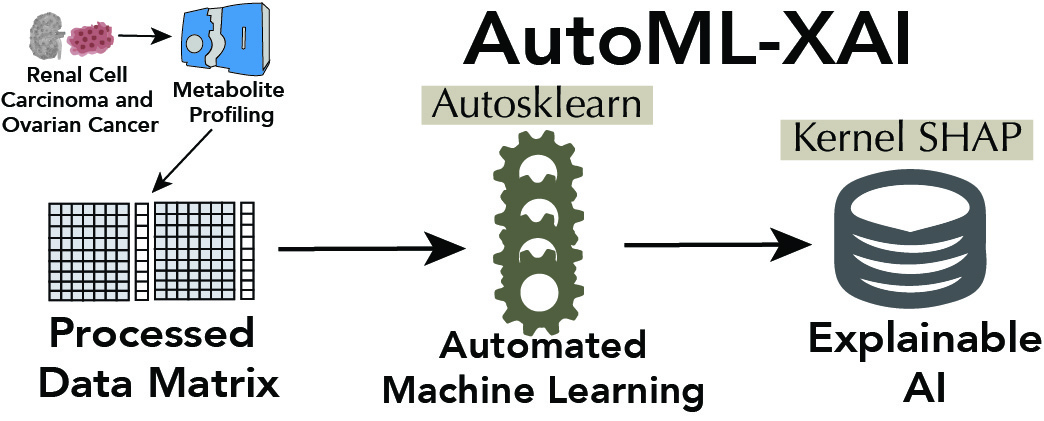 AutoML-XAI
Renal Cell
Carcinoma and
Ovarian Cancer
Metabolite
Profiling
Autosklearn
Kernel SHAP
Processed
Data Matrix
Automated
Machine Learning
Explainable
AI